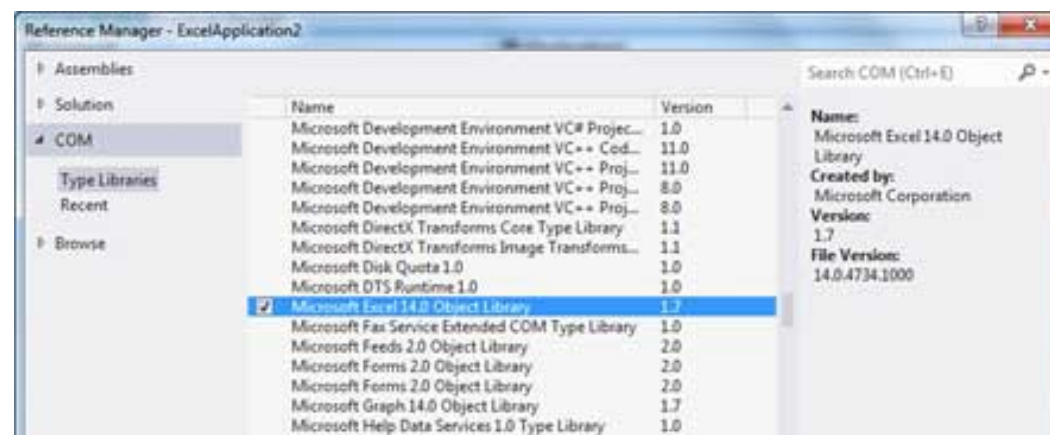 Reference Manager - ExcelApplication2
Assemblies
Solution
COM
Type Libraries
Recent
Browse
Name Version
Microsoft Development Environment VC# Projec... 1.0
Microsoft Development Environment VC++ Cod... 11.0
Microsoft Development Environment VC++ Proj... 11.0
Microsoft Development Environment VC++ Proj... 8.0
Microsoft Development Environment VC++ Proj... 8.0
Microsoft DirectX Transforms Core Type Library 1.1
Microsoft DirectX Transforms Image Transforms... 1.1
Microsoft Disk Quota 1.0 1.0
Microsoft DTS Runtime 1.0 1.0
Microsoft Excel 14.0 Object Library 1.7
Microsoft Fax Service Extended COM Type Library 1.0
Microsoft Feeds 2.0 Object Library 2.0
Microsoft Forms 2.0 Object Library 2.0
Microsoft Forms 2.0 Object Library 2.0
Microsoft Graph 14.0 Object Library 1.7
Microsoft Help Data Services 1.0 Type Library 1.0
Search COM (Ctrl+E)
Name:
Microsoft Excel 14.0 Object
Library
Created by:
Microsoft Corporation
Version:
1.7
File Version:
14.0.4734.1000